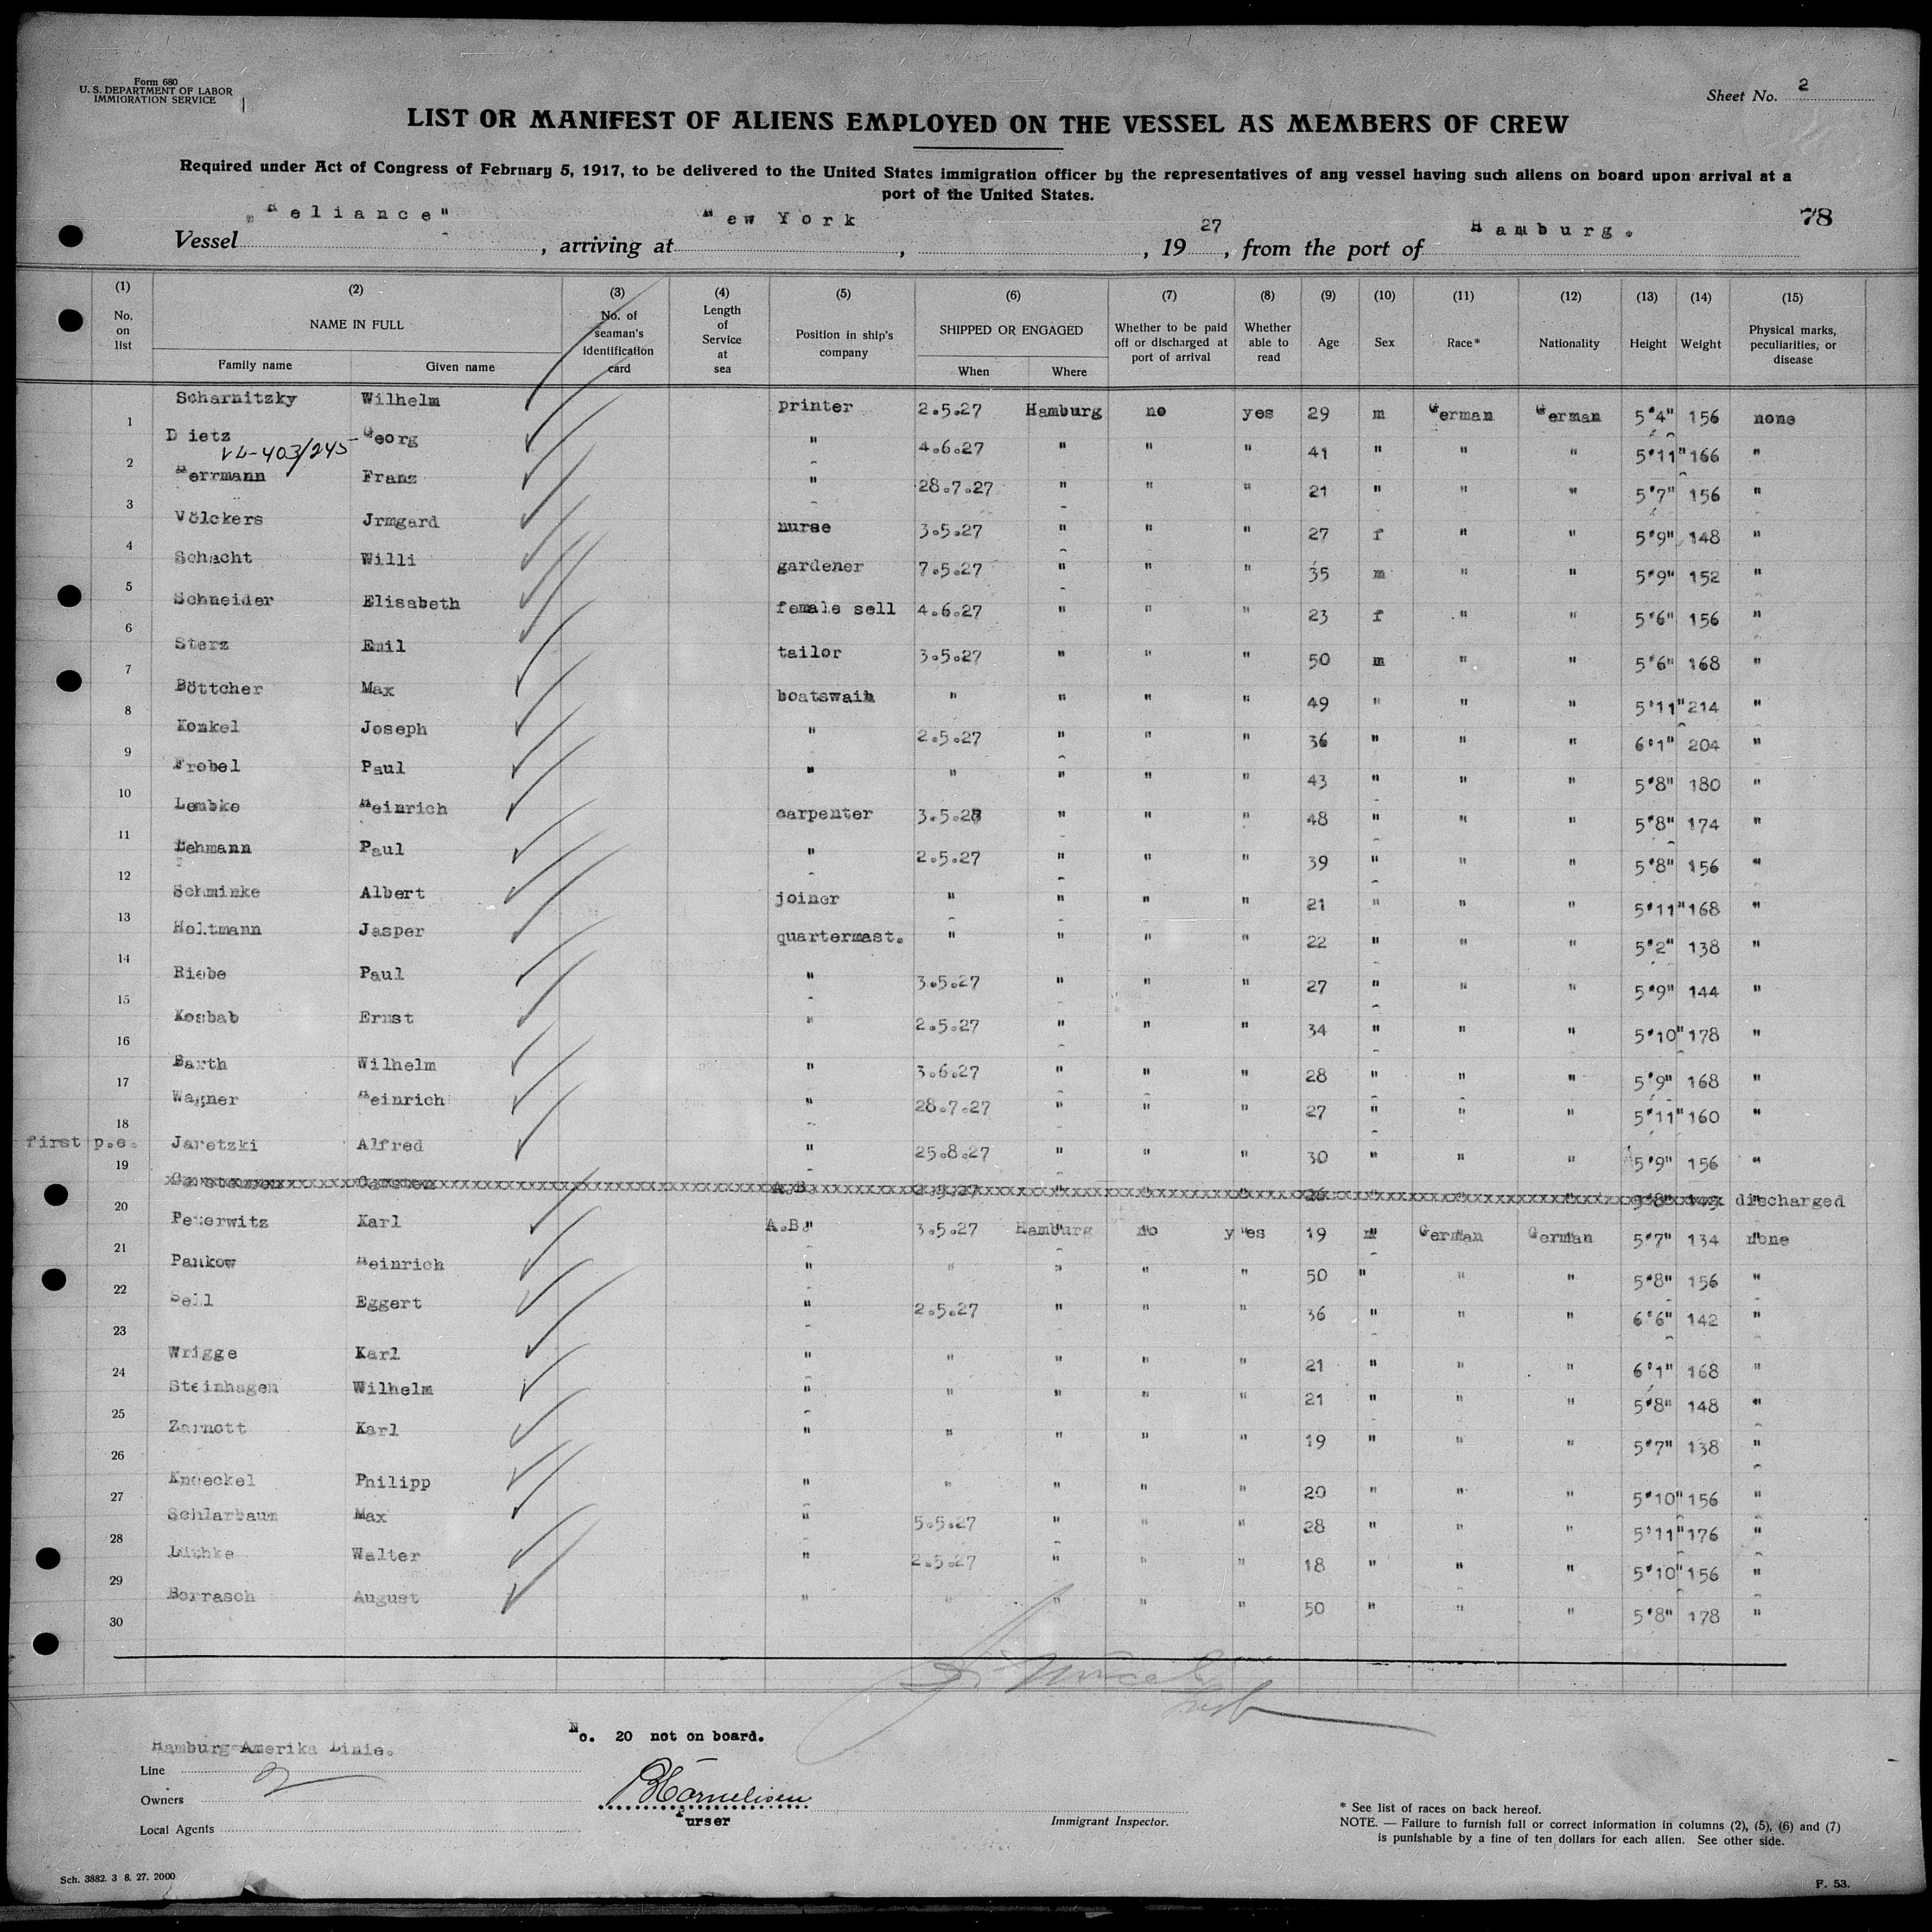 Form 680
U. S. DEPARTMENT OF LABOR
IMMIGRATION SERVICE
Sheet No. 2
LIST OR MANIFEST OF ALIENS EMPLOYED ON THE VESSEL AS MEMBERS OF CREW
Required under Act of Congress of February 5, 1917, to be delivered to the United States immigration officer by the representatives of any vessel having such aliens on board upon arrival at a
port of the United States.
78
Vessel "Reliance", arriving at New York, , 1927, from the port of Hamburg.
(1) (2) (3) (4) (5) (6) (7) (8) (9) (10) (11) (12) (13) (14) (15)
No. on list NAME IN FULL Family name Given name No. of seaman's identification card Length of Service at sea Position in ship's company SHIPPED OR ENGAGED When Where Whether to be paid off or discharged at port of arrival Whether able to read Age Sex Race* Nationality Height Weight Physical marks, peculiarities, or disease
1 Scharnitzky Wilhelm printer 2.5.27 Hamburg no yes 29 m German German 5'4" 156 none
2 Dietz Georg " 4.6.27 " " " 41 " " " 5'11" 166 "
403/245
3 Herrmann Franz " 28.7.27 " " " 21 " " " 5'7" 156 "
4 Völckers Jrmgard nurse 3.5.27 " " " 27 f " " 5'9" 148 "
5 Schacht Willi gardener 7.5.27 " " " 35 m " " 5'9" 152 "
6 Schneider Elisabeth female sell 4.6.27 " " " 23 f " " 5'6" 156 "
7 Sterz Emil tailor 3.5.27 " " " 50 m " " 5'6" 168 "
8 Böttcher Max boatswain " " " " 49 " " " 5'11" 214 "
9 Konkel Joseph " 2.5.27 " " " 36 " " " 6'1" 204 "
10 Frobel Paul " " " " " 43 " " " 5'8" 180 "
11 Lembke Heinrich carpenter 3.5.27 " " " 48 " " " 5'8" 174 "
12 Lehmann Paul " 2.5.27 " " " 39 " " " 5'8" 156 "
13 Schminke Albert joiner " " " " 21 " " " 5'11" 168 "
14 Holtmann Jasper quartermast. " " " " 22 " " " 5'2" 138 "
15 Riebe Paul " 3.5.27 " " " 27 " " " 5'9" 144 "
16 Kosbab Ernst " 2.5.27 " " " 34 " " " 5'10" 178 "
17 Barth Wilhelm " 3.6.27 " " " 28 " " " 5'9" 168 "
18 Wagner Heinrich " 28.7.27 " " " 27 " " " 5'11" 160 "
first p.e. 19 Jaretzki Alfred " 25.8.27 " " " 30 " " " 5'9" 156 "
20 Carsten A.B. 2.5.27 " " " 26 " " " 5'8" 145 " discharged
21 Peterwitz Karl A.B." 3.5.27 Hamburg no yes 19 m German German 5'7" 134 none
22 Pankow Heinrich " " " " " 50 " " " 5'8" 156 "
23 Sell Eggert " 2.5.27 " " " 36 " " " 6'6" 142 "
24 Wrigge Karl " " " " " 21 " " " 6'1" 168 "
25 Steinhagen Wilhelm " " " " " 21 " " " 5'8" 148 "
26 Zarnott Karl " " " " " 19 " " " 5'7" 138 "
27 Knoeckel Philipp " " " " " 20 " " " 5'10" 156 "
28 Schlarbaum Max " 5.5.27 " " " 28 " " " 5'11" 176 "
29 Lüthke Walter " 2.5.27 " " " 18 " " " 5'10" 156 "
30 Borrasch August " " " " " 50 " " " 5'8" 178 "
No. 20 not on board.
Hamburg-Amerika Linie.
Line
Owners
Local Agents
Cornelisen
Purser
Immigrant Inspector.
* See list of races on back hereof.
NOTE. — Failure to furnish full or correct information in columns (2), (5), (6) and (7)
is punishable by a fine of ten dollars for each alien. See other side.
Sch. 3882. 3 8. 27. 2000
F. 53.